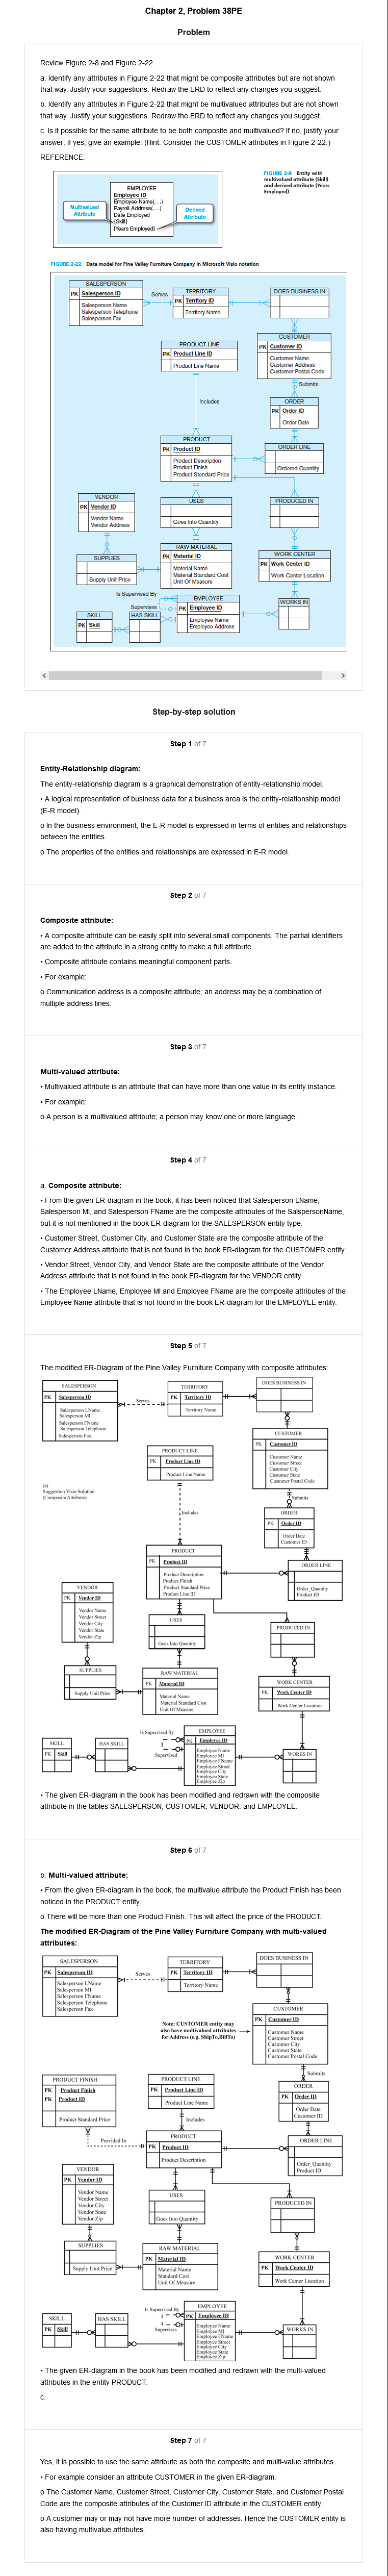 Chapter 2, Problem 38PE
Problem
Review Figure 2-8 and Figure 2-22.
a. Identify any attributes in Figure 2-22 that might be composite attributes but are not shown
that way. Justify your suggestions. Redraw the ERD to reflect any changes you suggest.
b. Identify any attributes in Figure 2-22 that might be multivalued attributes but are not shown
that way. Justify your suggestions. Redraw the ERD to reflect any changes you suggest.
c. Is it possible for the same attribute to be both composite and multivalued? If no, justify your
answer; if yes, give an example. (Hint: Consider the CUSTOMER attributes in Figure 2-22.)
REFERENCE:
EMPLOYEE
Employee ID
Employee Name(. . .)
Payroll Address(. . .)
Date Employed
{Skill}
[Years Employed]
Multivalued
Attribute
Derived
Attribute
FIGURE 2-8 Entity with
multivalued attribute (Skill)
and derived attribute (Years
Employed)
FIGURE 2-22 Data model for Pine Valley Furniture Company in Microsoft Visio notation
SALESPERSON
PK Salesperson ID
Salesperson Name
Salesperson Telephone
Salesperson Fax
Serves
TERRITORY
PK Territory ID
Territory Name
DOES BUSINESS IN
PRODUCT LINE
PK Product Line ID
Product Line Name
CUSTOMER
PK Customer ID
Customer Name
Customer Address
Customer Postal Code
Submits
Includes
ORDER
PK Order ID
Order Date
PRODUCT
PK Product ID
Product Description
Product Finish
Product Standard Price
ORDER LINE
Ordered Quantity
VENDOR
PK Vendor ID
Vendor Name
Vendor Address
USES
Goes Into Quantity
PRODUCED IN
SUPPLIES
Supply Unit Price
RAW MATERIAL
PK Material ID
Material Name
Material Standard Cost
Unit Of Measure
WORK CENTER
PK Work Center ID
Work Center Location
Is Supervised By
Supervises
EMPLOYEE
PK Employee ID
Employee Name
Employee Address
WORKS IN
SKILL
PK Skill
HAS SKILL
Step-by-step solution
Step 1 of 7
Entity-Relationship diagram:
The entity-relationship diagram is a graphical demonstration of entity-relationship model.
• A logical representation of business data for a business area is the entity-relationship model
(E-R model).
o In the business environment, the E-R model is expressed in terms of entities and relationships
between the entities.
o The properties of the entities and relationships are expressed in E-R model.
Step 2 of 7
Composite attribute:
• A composite attribute can be easily split into several small components. The partial identifiers
are added to the attribute in a strong entity to make a full attribute.
• Composite attribute contains meaningful component parts.
• For example:
o Communication address is a composite attribute; an address may be a combination of
multiple address lines.
Step 3 of 7
Multi-valued attribute:
• Multivalued attribute is an attribute that can have more than one value in its entity instance.
• For example:
o A person is a multivalued attribute; a person may know one or more language.
Step 4 of 7
a. Composite attribute:
• From the given ER-diagram in the book, it has been noticed that Salesperson LName,
Salesperson MI, and Salesperson FName are the composite attributes of the SalspersonName,
but it is not mentioned in the book ER-diagram for the SALESPERSON entity type.
• Customer Street, Customer City, and Customer State are the composite attribute of the
Customer Address attribute that is not found in the book ER-diagram for the CUSTOMER entity.
• Vendor Street, Vendor City, and Vendor State are the composite attribute of the Vendor
Address attribute that is not found in the book ER-diagram for the VENDOR entity.
• The Employee LName, Employee MI and Employee FName are the composite attributes of the
Employee Name attribute that is not found in the book ER-diagram for the EMPLOYEE entity.
Step 5 of 7
The modified ER-Diagram of the Pine Valley Furniture Company with composite attributes:
SALESPERSON
PK Salesperson ID
Salesperson LName
Salesperson MI
Salesperson FName
Salesperson Telephone
Salesperson Fax
Serves
TERRITORY
PK Territory ID
Territory Name
DOES BUSINESS IN
CUSTOMER
PK Customer ID
Customer Name
Customer Street
Customer City
Customer State
Customer Postal Code
PRODUCT LINE
PK Product Line ID
Product Line Name
(a)
Suggestion Visio Solution
(Composite Attribute)
Submits
Includes
ORDER
PK Order ID
Order Date
Customer ID
PRODUCT
PK Product ID
Product Description
Product Finish
Product Standard Price
Product Line ID
ORDER LINE
Order_Quantity
Product ID
VENDOR
PK Vendor ID
Vendor Name
Vendor Street
Vendor City
Vendor State
Vendor Zip
USES
Goes Into Quantity
PRODUCED IN
SUPPLIES
Supply Unit Price
RAW MATERIAL
PK Material ID
Material Name
Material Standard Cost
Unit Of Measure
WORK CENTER
PK Work Center ID
Work Center Location
Is Supervised By
Supervised
EMPLOYEE
PK Employee ID
Employee Name
Employee MI
Employee FName
Employee Street
Employee City
Employee State
Employee Zip
SKILL
PK Skill
HAS SKILL
WORKS IN
• The given ER-diagram in the book has been modified and redrawn with the composite
attribute in the tables SALESPERSON, CUSTOMER, VENDOR, and EMPLOYEE.
Step 6 of 7
b. Multi-valued attribute:
• From the given ER-diagram in the book, the multivalue attribute the Product Finish has been
noticed in the PRODUCT entity.
o There will be more than one Product Finish. This will affect the price of the PRODUCT.
The modified ER-Diagram of the Pine Valley Furniture Company with multi-valued
attributes:
SALESPERSON
PK Salesperson ID
Salesperson LName
Salesperson MI
Salesperson FName
Salesperson Telephone
Salesperson Fax
Serves
TERRITORY
PK Territory ID
Territory Name
DOES BUSINESS IN
Note: CUSTOMER entity may
also have multivalued attributes
for Address (e.g. ShipTo,BillTo)
CUSTOMER
PK Customer ID
Customer Name
Customer Street
Customer City
Customer State
Customer Postal Code
Submits
PRODUCT FINISH
PK Product Finish
PK Product ID
Product Standard Price
PRODUCT LINE
PK Product Line ID
Product Line Name
ORDER
PK Order ID
Order Date
Customer ID
Includes
Provided In
PRODUCT
PK Product ID
Product Description
ORDER LINE
Order_Quantity
Product ID
VENDOR
PK Vendor ID
Vendor Name
Vendor Street
Vendor City
Vendor State
Vendor Zip
USES
Goes Into Quantity
PRODUCED IN
SUPPLIES
Supply Unit Price
RAW MATERIAL
PK Material ID
Material Name
Standard Cost
Unit Of Measure
WORK CENTER
PK Work Center ID
Work Center Location
Is Supervised By
Supervises
EMPLOYEE
PK Employee ID
Employee Name
Employee MI
Employee FName
Employee Street
Employee City
Employee State
Employee Zip
SKILL
PK Skill
HAS SKILL
WORKS IN
• The given ER-diagram in the book has been modified and redrawn with the multi-valued
attributes in the entity PRODUCT.
c.
Step 7 of 7
Yes, it is possible to use the same attribute as both the composite and multi-value attributes.
• For example consider an attribute CUSTOMER in the given ER-diagram.
o The Customer Name, Customer Street, Customer City, Customer State, and Customer Postal
Code are the composite attributes of the Customer ID attribute in the CUSTOMER entity.
o A customer may or may not have more number of addresses. Hence the CUSTOMER entity is
also having multivalue attributes.